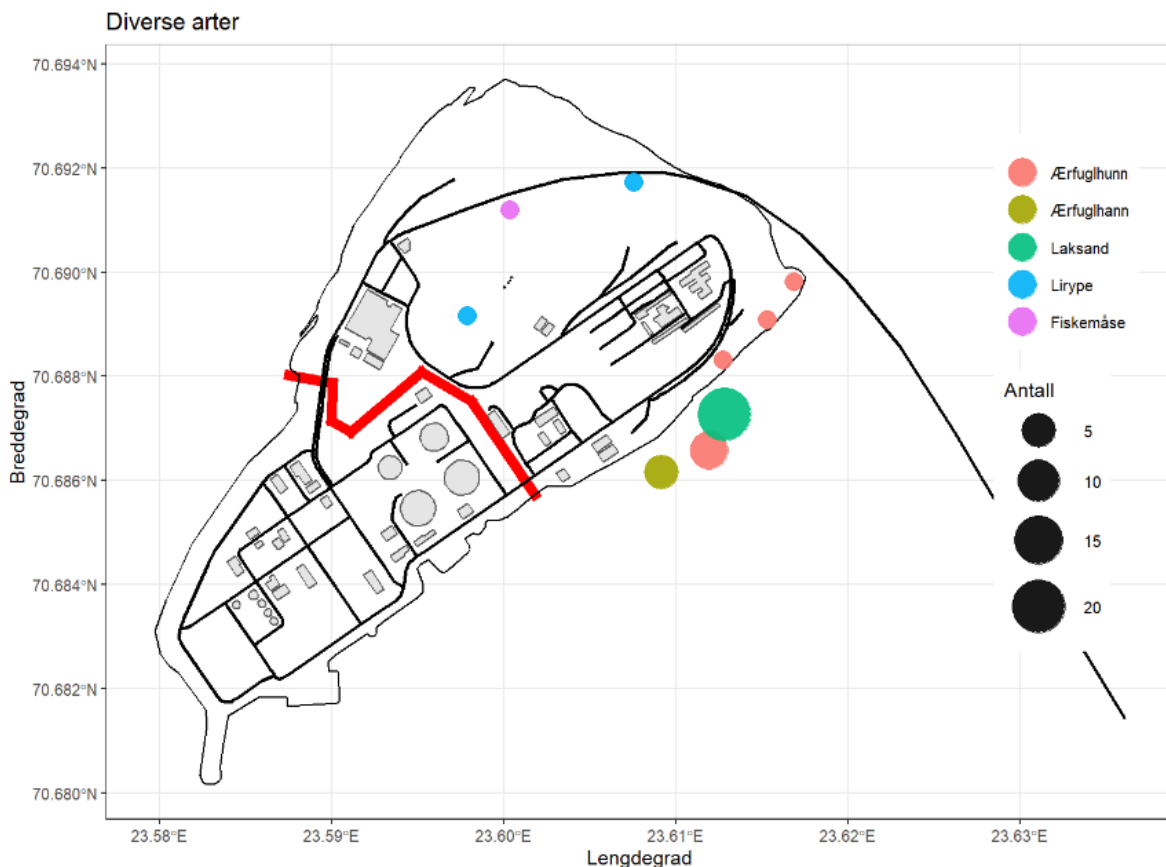 Diverse arter
70.694°N
70.692°N
70.690°N
70.688°N
70.686°N
70.684°N
70.682°N
70.680°N
Breddegrad
23.58°E
23.59°E
23.60°E
23.61°E
23.62°E
23.63°E
Lengdegrad
Ærfuglhunn
Ærfuglhann
Laksand
Lirype
Fiskemåse
Antall
5
10
15
20